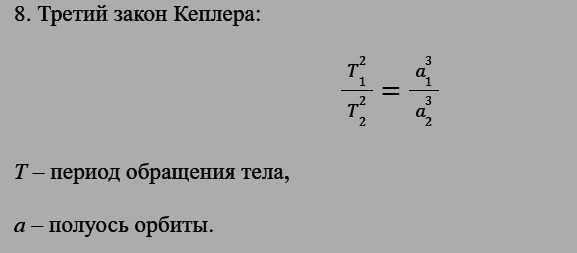 8. Третий закон Кеплера:
T₁²/T₂² = a₁³/a₂³
T – период обращения тела,
a – полуось орбиты.